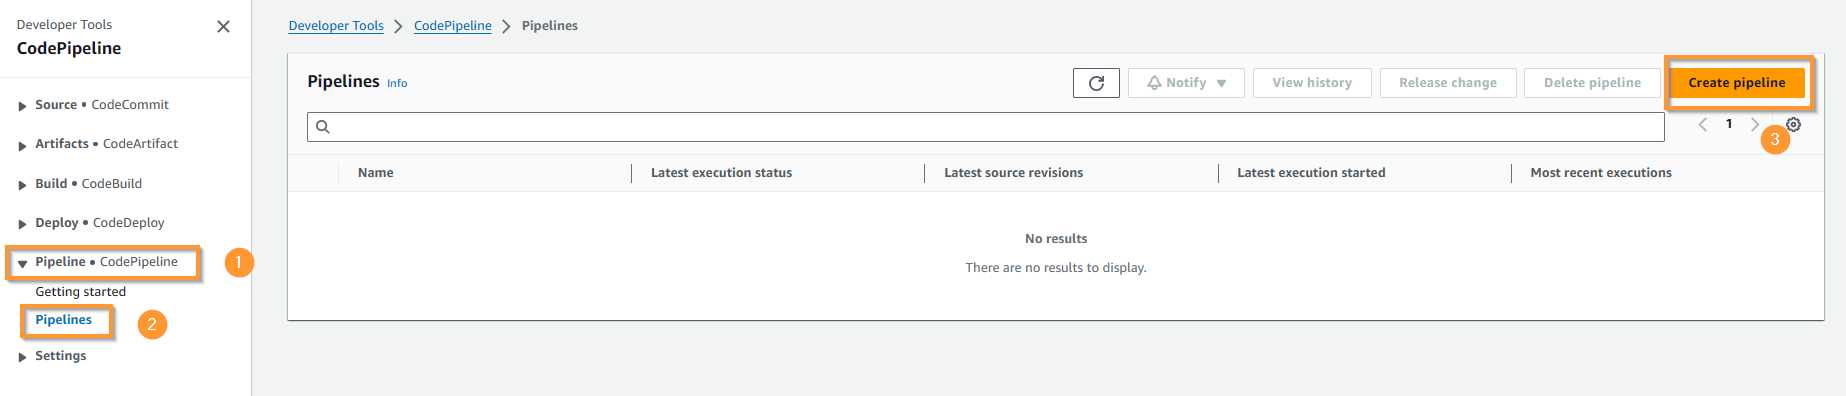 Developer Tools
CodePipeline
Source • CodeCommit
Artifacts • CodeArtifact
Build • CodeBuild
Deploy • CodeDeploy
Pipeline • CodePipeline
1
Getting started
Pipelines
2
Settings
Developer Tools > CodePipeline > Pipelines
Pipelines Info
Notify
View history
Release change
Delete pipeline
Create pipeline
1
3
Name
Latest execution status
Latest source revisions
Latest execution started
Most recent executions
No results
There are no results to display.